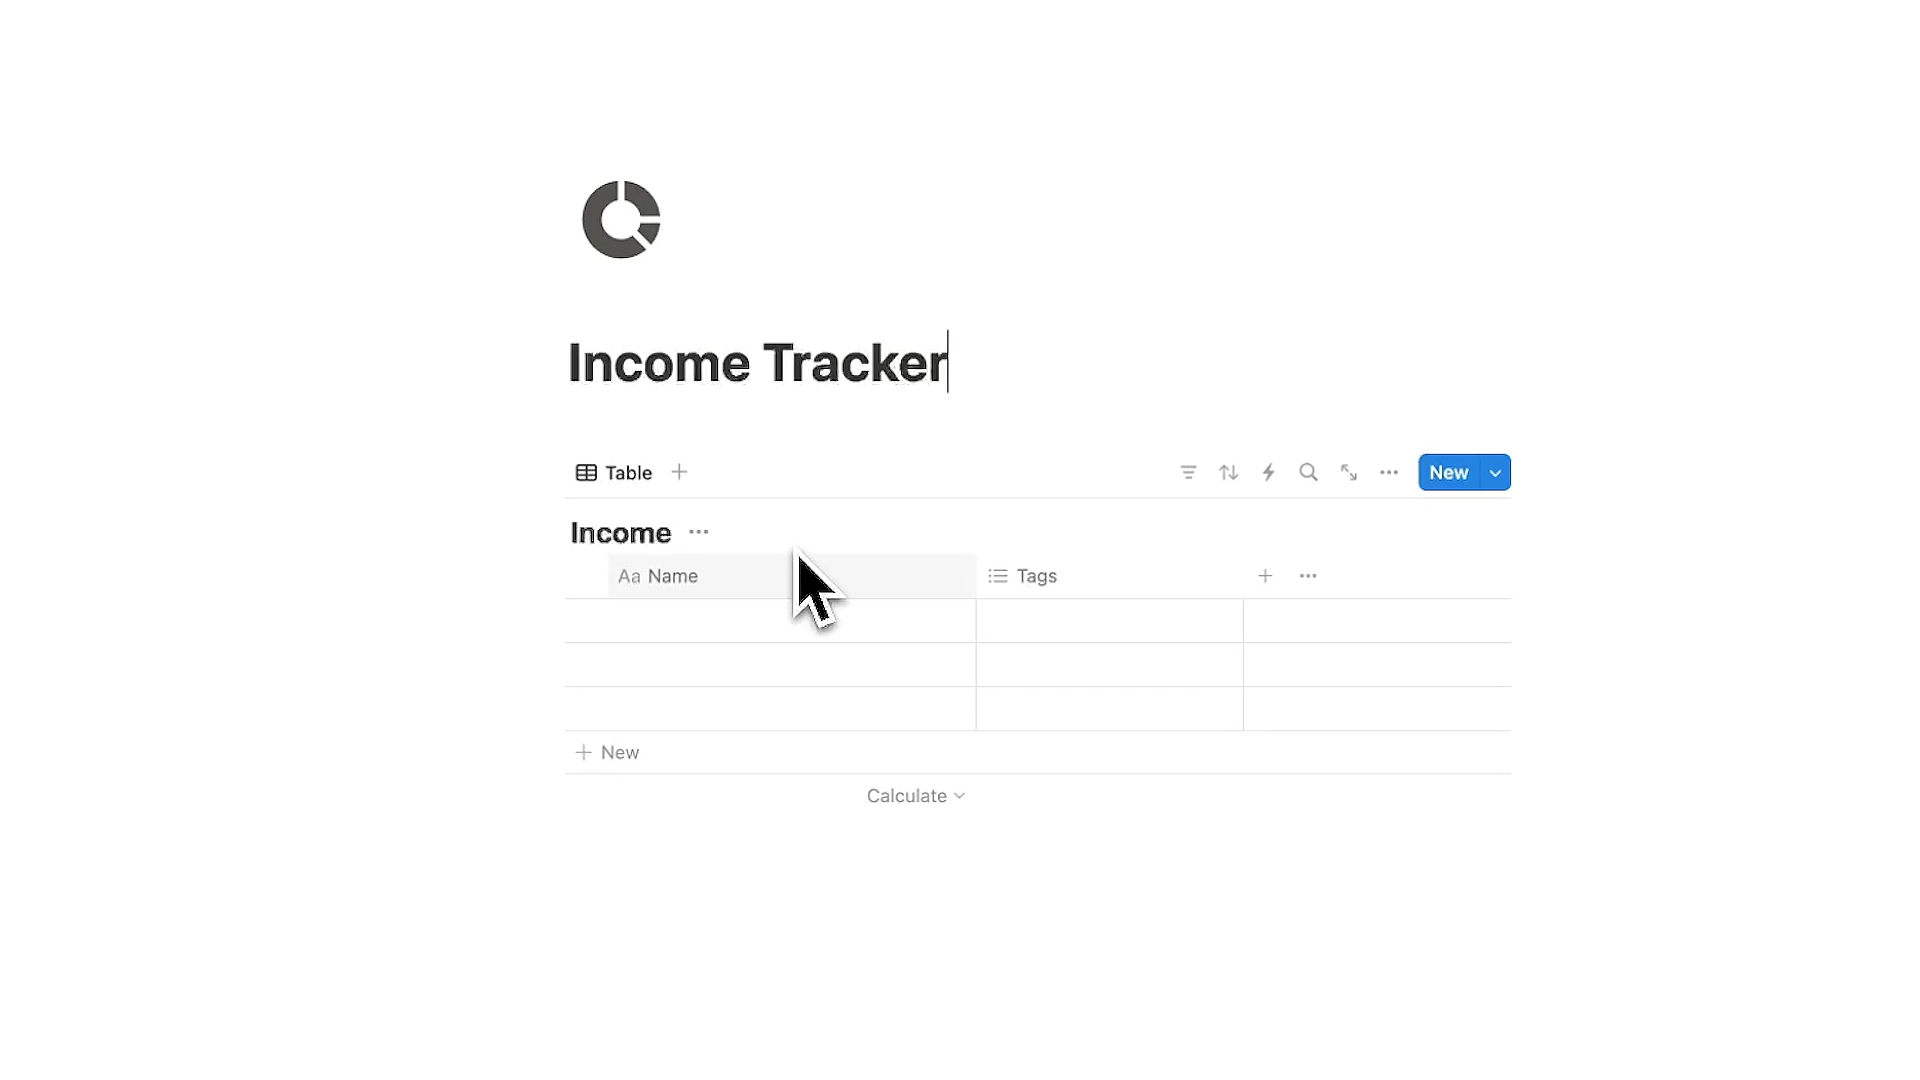 Income Tracker
Table
New
Income
Aa Name
Tags
New
Calculate